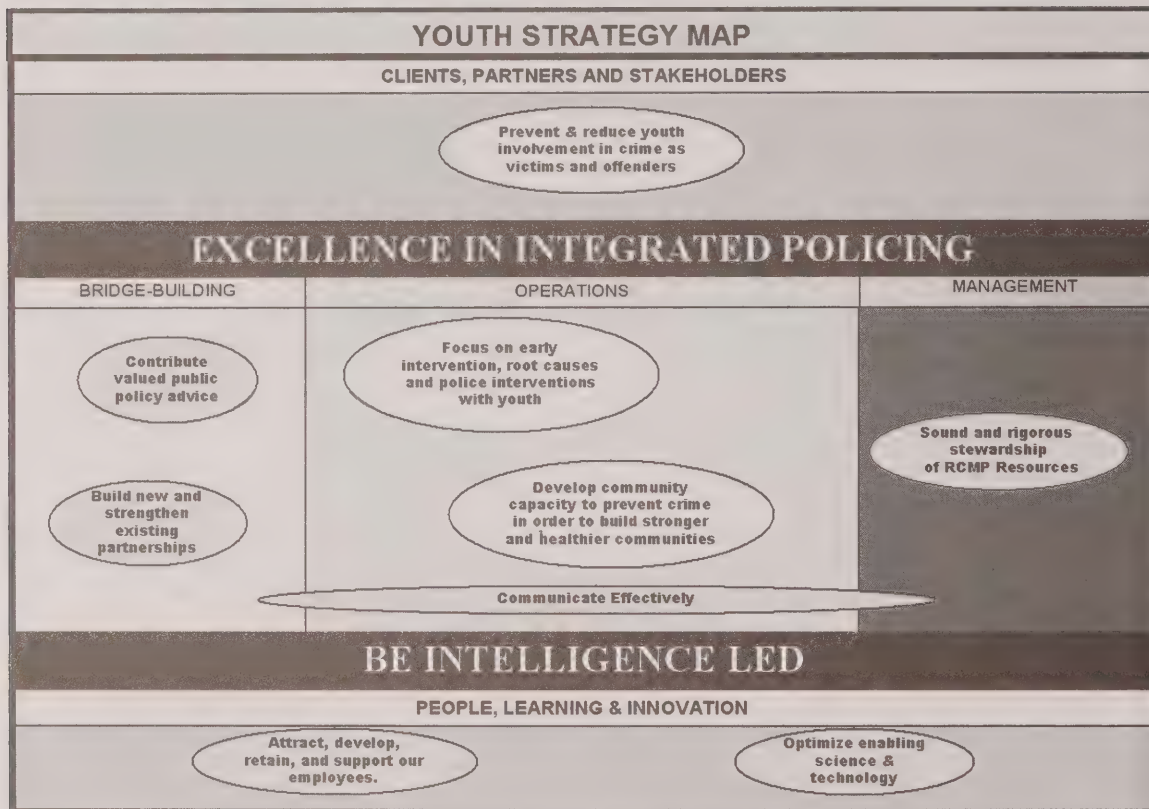 YOUTH STRATEGY MAP
CLIENTS, PARTNERS AND STAKEHOLDERS
Prevent & reduce youth
involvement in crime as
victims and offenders
EXCELLENCE IN INTEGRATED POLICING
BRIDGE-BUILDING
OPERATIONS
MANAGEMENT
Contribute
valued public
policy advice
Focus on early
intervention, root causes
and police interventions
with youth
Sound and rigorous
stewardship
of RCMP Resources
Build new and
strengthen
existing
partnerships
Develop community
capacity to prevent crime
in order to build stronger
and healthier communities
Communicate Effectively
BE INTELLIGENCE LED
PEOPLE, LEARNING & INNOVATION
Attract, develop,
retain, and support our
employees.
Optimize enabling
science &
technology